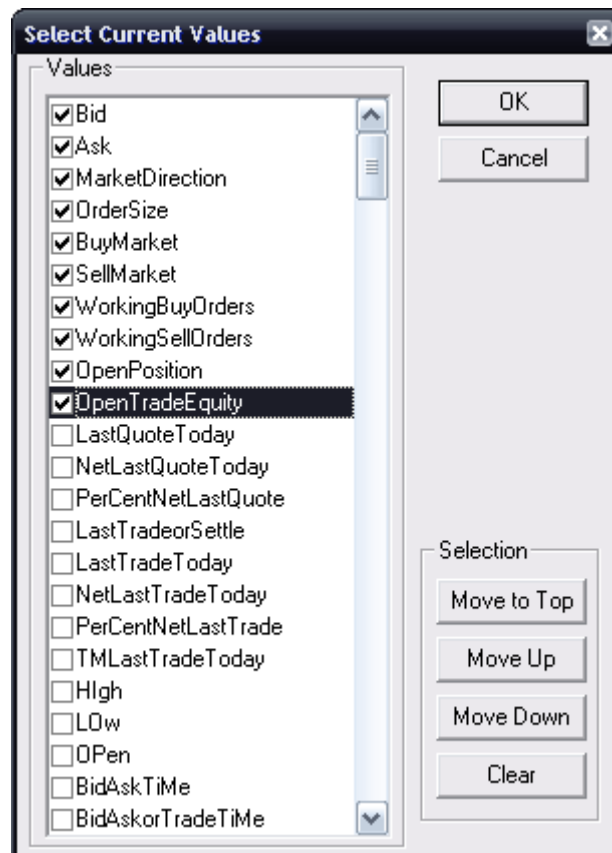 Select Current Values
Values
Bid
Ask
MarketDirection
OrderSize
BuyMarket
SellMarket
WorkingBuyOrders
WorkingSellOrders
OpenPosition
OpenTradeEquity
LastQuoteToday
NetLastQuoteToday
PerCentNetLastQuote
LastTradeorSettle
LastTradeToday
NetLastTradeToday
PerCentNetLastTrade
TMLastTradeToday
HIgh
LOw
OPen
BidAskTiMe
BidAskorTradeTiMe
OK
Cancel
Selection
Move to Top
Move Up
Move Down
Clear